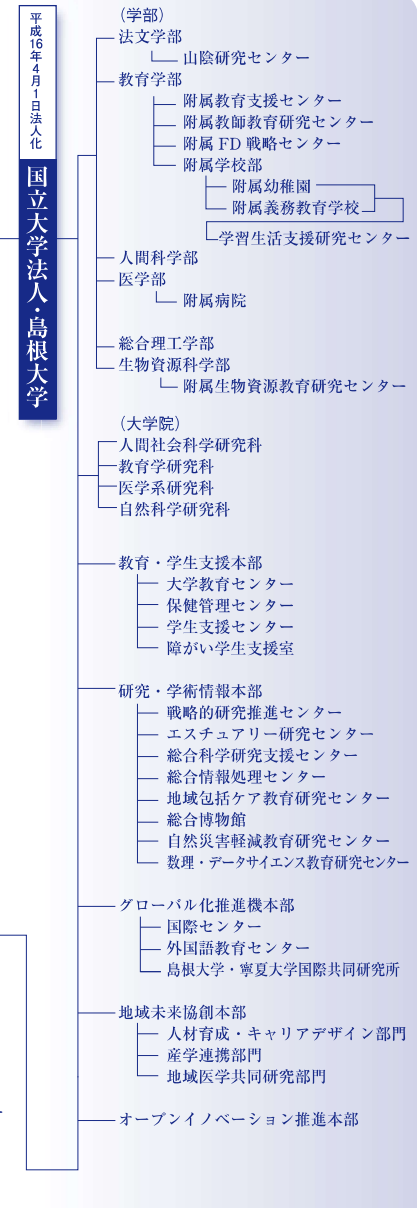 平成16年4月1日法人化
国立大学法人・島根大学
（学部）
法文学部
山陰研究センター
教育学部
附属教育支援センター
附属教師教育研究センター
附属 FD 戦略センター
附属学校部
附属幼稚園
附属義務教育学校
学習生活支援研究センター
人間科学部
医学部
附属病院
総合理工学部
生物資源科学部
附属生物資源教育研究センター
（大学院）
人間社会科学研究科
教育学研究科
医学系研究科
自然科学研究科
教育・学生支援本部
大学教育センター
保健管理センター
学生支援センター
障がい学生支援室
研究・学術情報本部
戦略的研究推進センター
エスチュアリー研究センター
総合科学研究支援センター
総合情報処理センター
地域包括ケア教育研究センター
総合博物館
自然災害軽減教育研究センター
数理・データサイエンス教育研究センター
グローバル化推進機本部
国際センター
外国語教育センター
島根大学・寧夏大学国際共同研究所
地域未来協創本部
人材育成・キャリアデザイン部門
産学連携部門
地域医学共同研究部門
オープンイノベーション推進本部